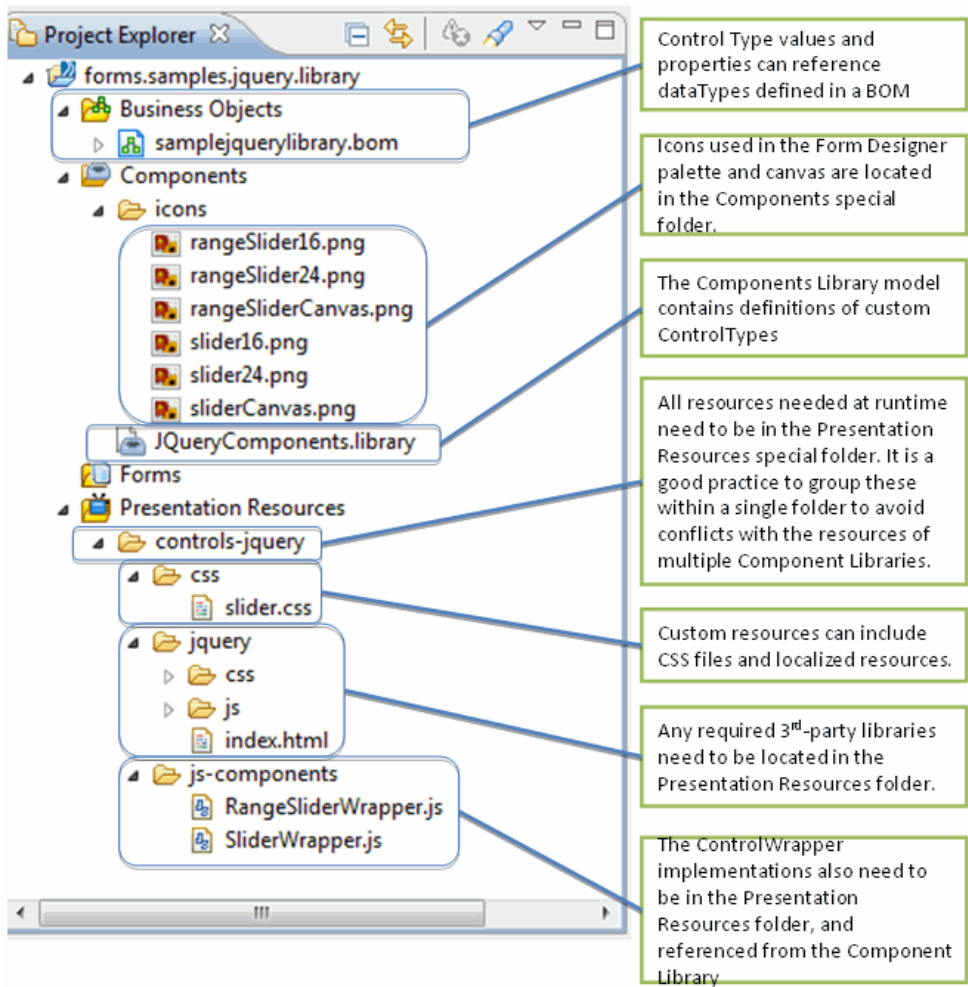 Project Explorer
forms.samples.jquery.library
Business Objects
samplejquerylibrary.bom
Components
icons
rangeSlider16.png
rangeSlider24.png
rangeSliderCanvas.png
slider16.png
slider24.png
sliderCanvas.png
JQueryComponents.library
Forms
Presentation Resources
controls-jquery
css
slider.css
jquery
css
js
index.html
js-components
RangeSliderWrapper.js
SliderWrapper.js
Control Type values and
properties can reference
dataTypes defined in a BOM
Icons used in the Form Designer
palette and canvas are located
in the Components special
folder.
The Components Library model
contains definitions of custom
ControlTypes
All resources needed at runtime
need to be in the Presentation
Resources special folder. It is a
good practice to group these
within a single folder to avoid
conflicts with the resources of
multiple Component Libraries.
Custom resources can include
CSS files and localized resources.
Any required 3rd-party libraries
need to be located in the
Presentation Resources folder.
The ControlWrapper
implementations also need to
be in the Presentation
Resources folder, and
referenced from the Component
Library